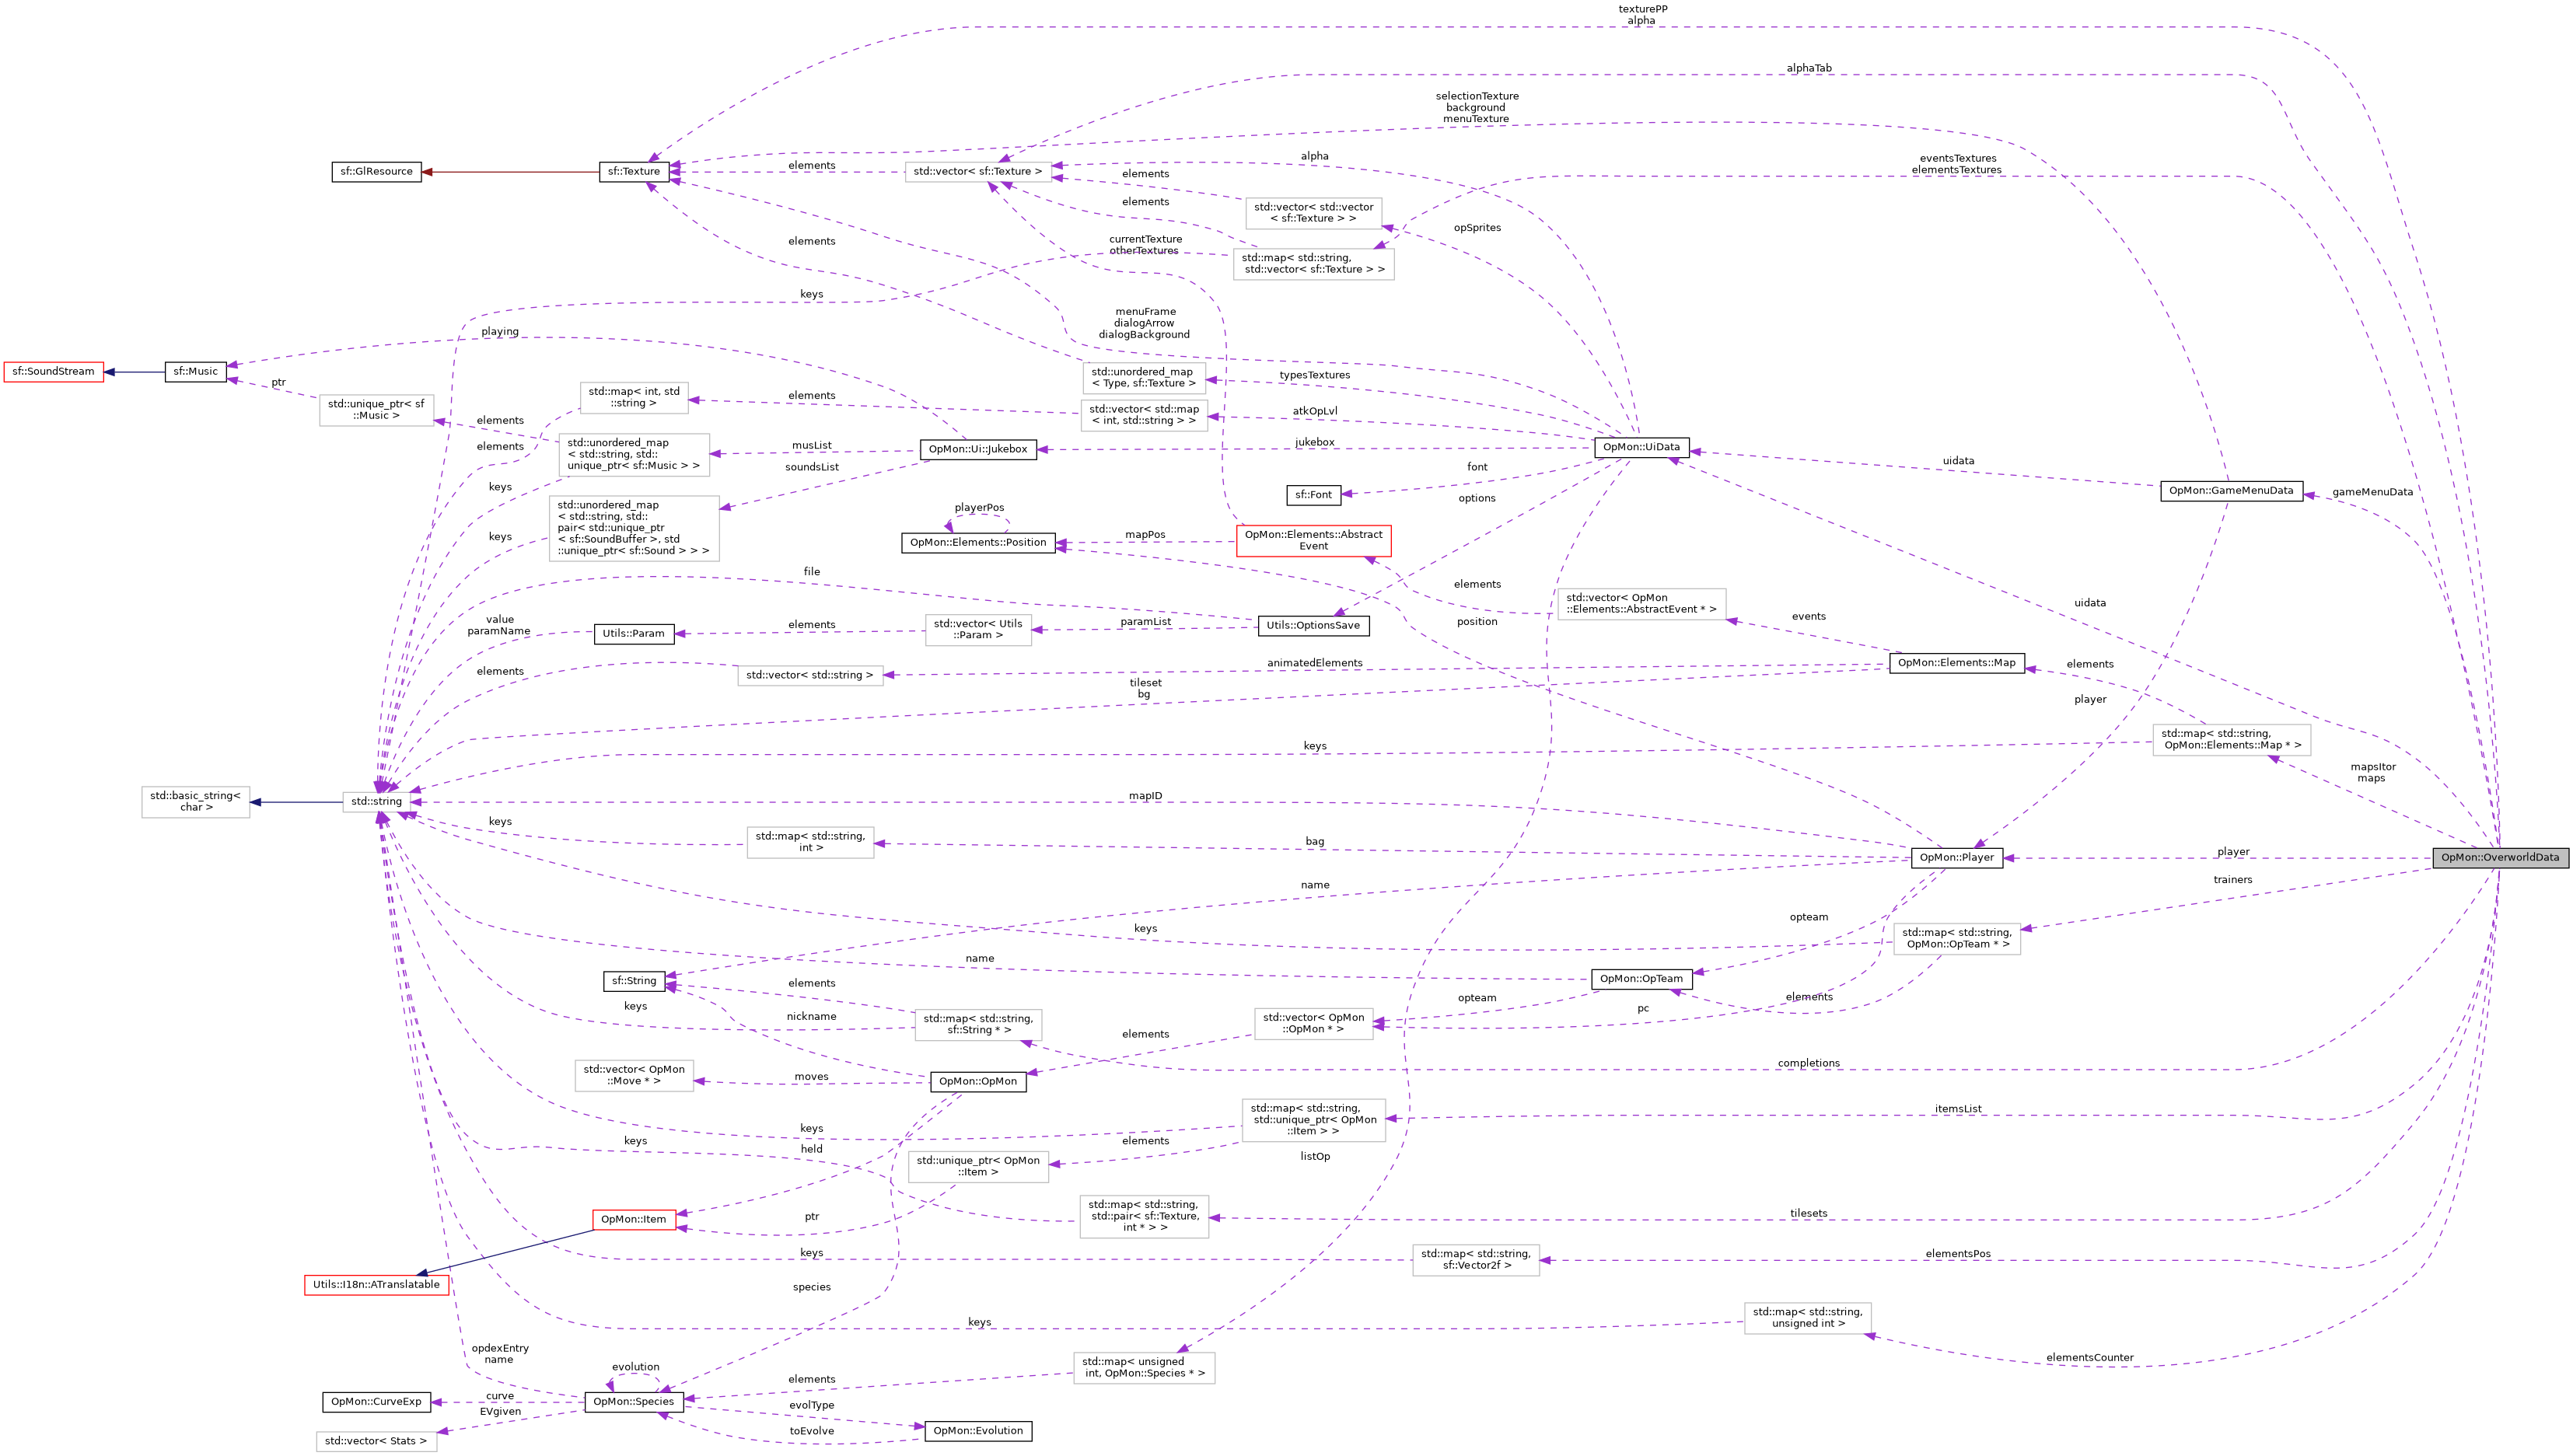 texturePP
alpha
alphaTab
selectionTexture
background
menuTexture
eventsTextures
elementsTextures
alpha
sf::GlResource
sf::Texture
elements
std::vector< sf::Texture >
elements
std::vector< std::vector
< sf::Texture > >
elements
opSprites
currentTexture
otherTextures
elements
std::map< std::string,
std::vector< sf::Texture > >
keys
menuFrame
dialogArrow
dialogBackground
playing
sf::SoundStream
sf::Music
ptr
std::unique_ptr< sf
::Music >
std::map< int, std
::string >
elements
std::unordered_map
< Type, sf::Texture >
typesTextures
std::vector< std::map
< int, std::string > >
atkOpLvl
elements
elements
std::unordered_map
< std::string, std::
unique_ptr< sf::Music > >
musList
OpMon::Ui::Jukebox
jukebox
OpMon::UiData
soundsList
uidata
font
sf::Font
options
OpMon::GameMenuData
gameMenuData
keys
std::unordered_map
< std::string, std::
pair< std::unique_ptr
< sf::SoundBuffer >, std
::unique_ptr< sf::Sound > > >
keys
playerPos
OpMon::Elements::Position
mapPos
OpMon::Elements::Abstract
Event
file
elements
std::vector< OpMon
::Elements::AbstractEvent * >
events
uidata
value
paramName
Utils::Param
elements
std::vector< Utils
::Param >
paramList
Utils::OptionsSave
position
elements
std::vector< std::string >
animatedElements
OpMon::Elements::Map
elements
tileset
bg
player
keys
std::map< std::string,
OpMon::Elements::Map * >
mapsItor
maps
std::basic_string<
char >
std::string
mapID
keys
std::map< std::string,
int >
bag
OpMon::Player
player
OpMon::OverworldData
name
trainers
keys
opteam
std::map< std::string,
OpMon::OpTeam * >
name
sf::String
elements
OpMon::OpTeam
elements
opteam
pc
keys
nickname
std::map< std::string,
sf::String * >
std::vector< OpMon
::OpMon * >
elements
completions
std::vector< OpMon
::Move * >
moves
OpMon::OpMon
std::map< std::string,
std::unique_ptr< OpMon
::Item > >
itemsList
keys
keys
held
elements
std::unique_ptr< OpMon
::Item >
listOp
OpMon::Item
ptr
std::map< std::string,
std::pair< sf::Texture,
int * > >
tilesets
keys
std::map< std::string,
sf::Vector2f >
elementsPos
Utils::I18n::ATranslatable
species
keys
std::map< std::string,
unsigned int >
elementsCounter
opdexEntry
name
evolution
std::map< unsigned
int, OpMon::Species * >
elements
OpMon::CurveExp
curve
OpMon::Species
evolType
EVgiven
toEvolve
OpMon::Evolution
std::vector< Stats >